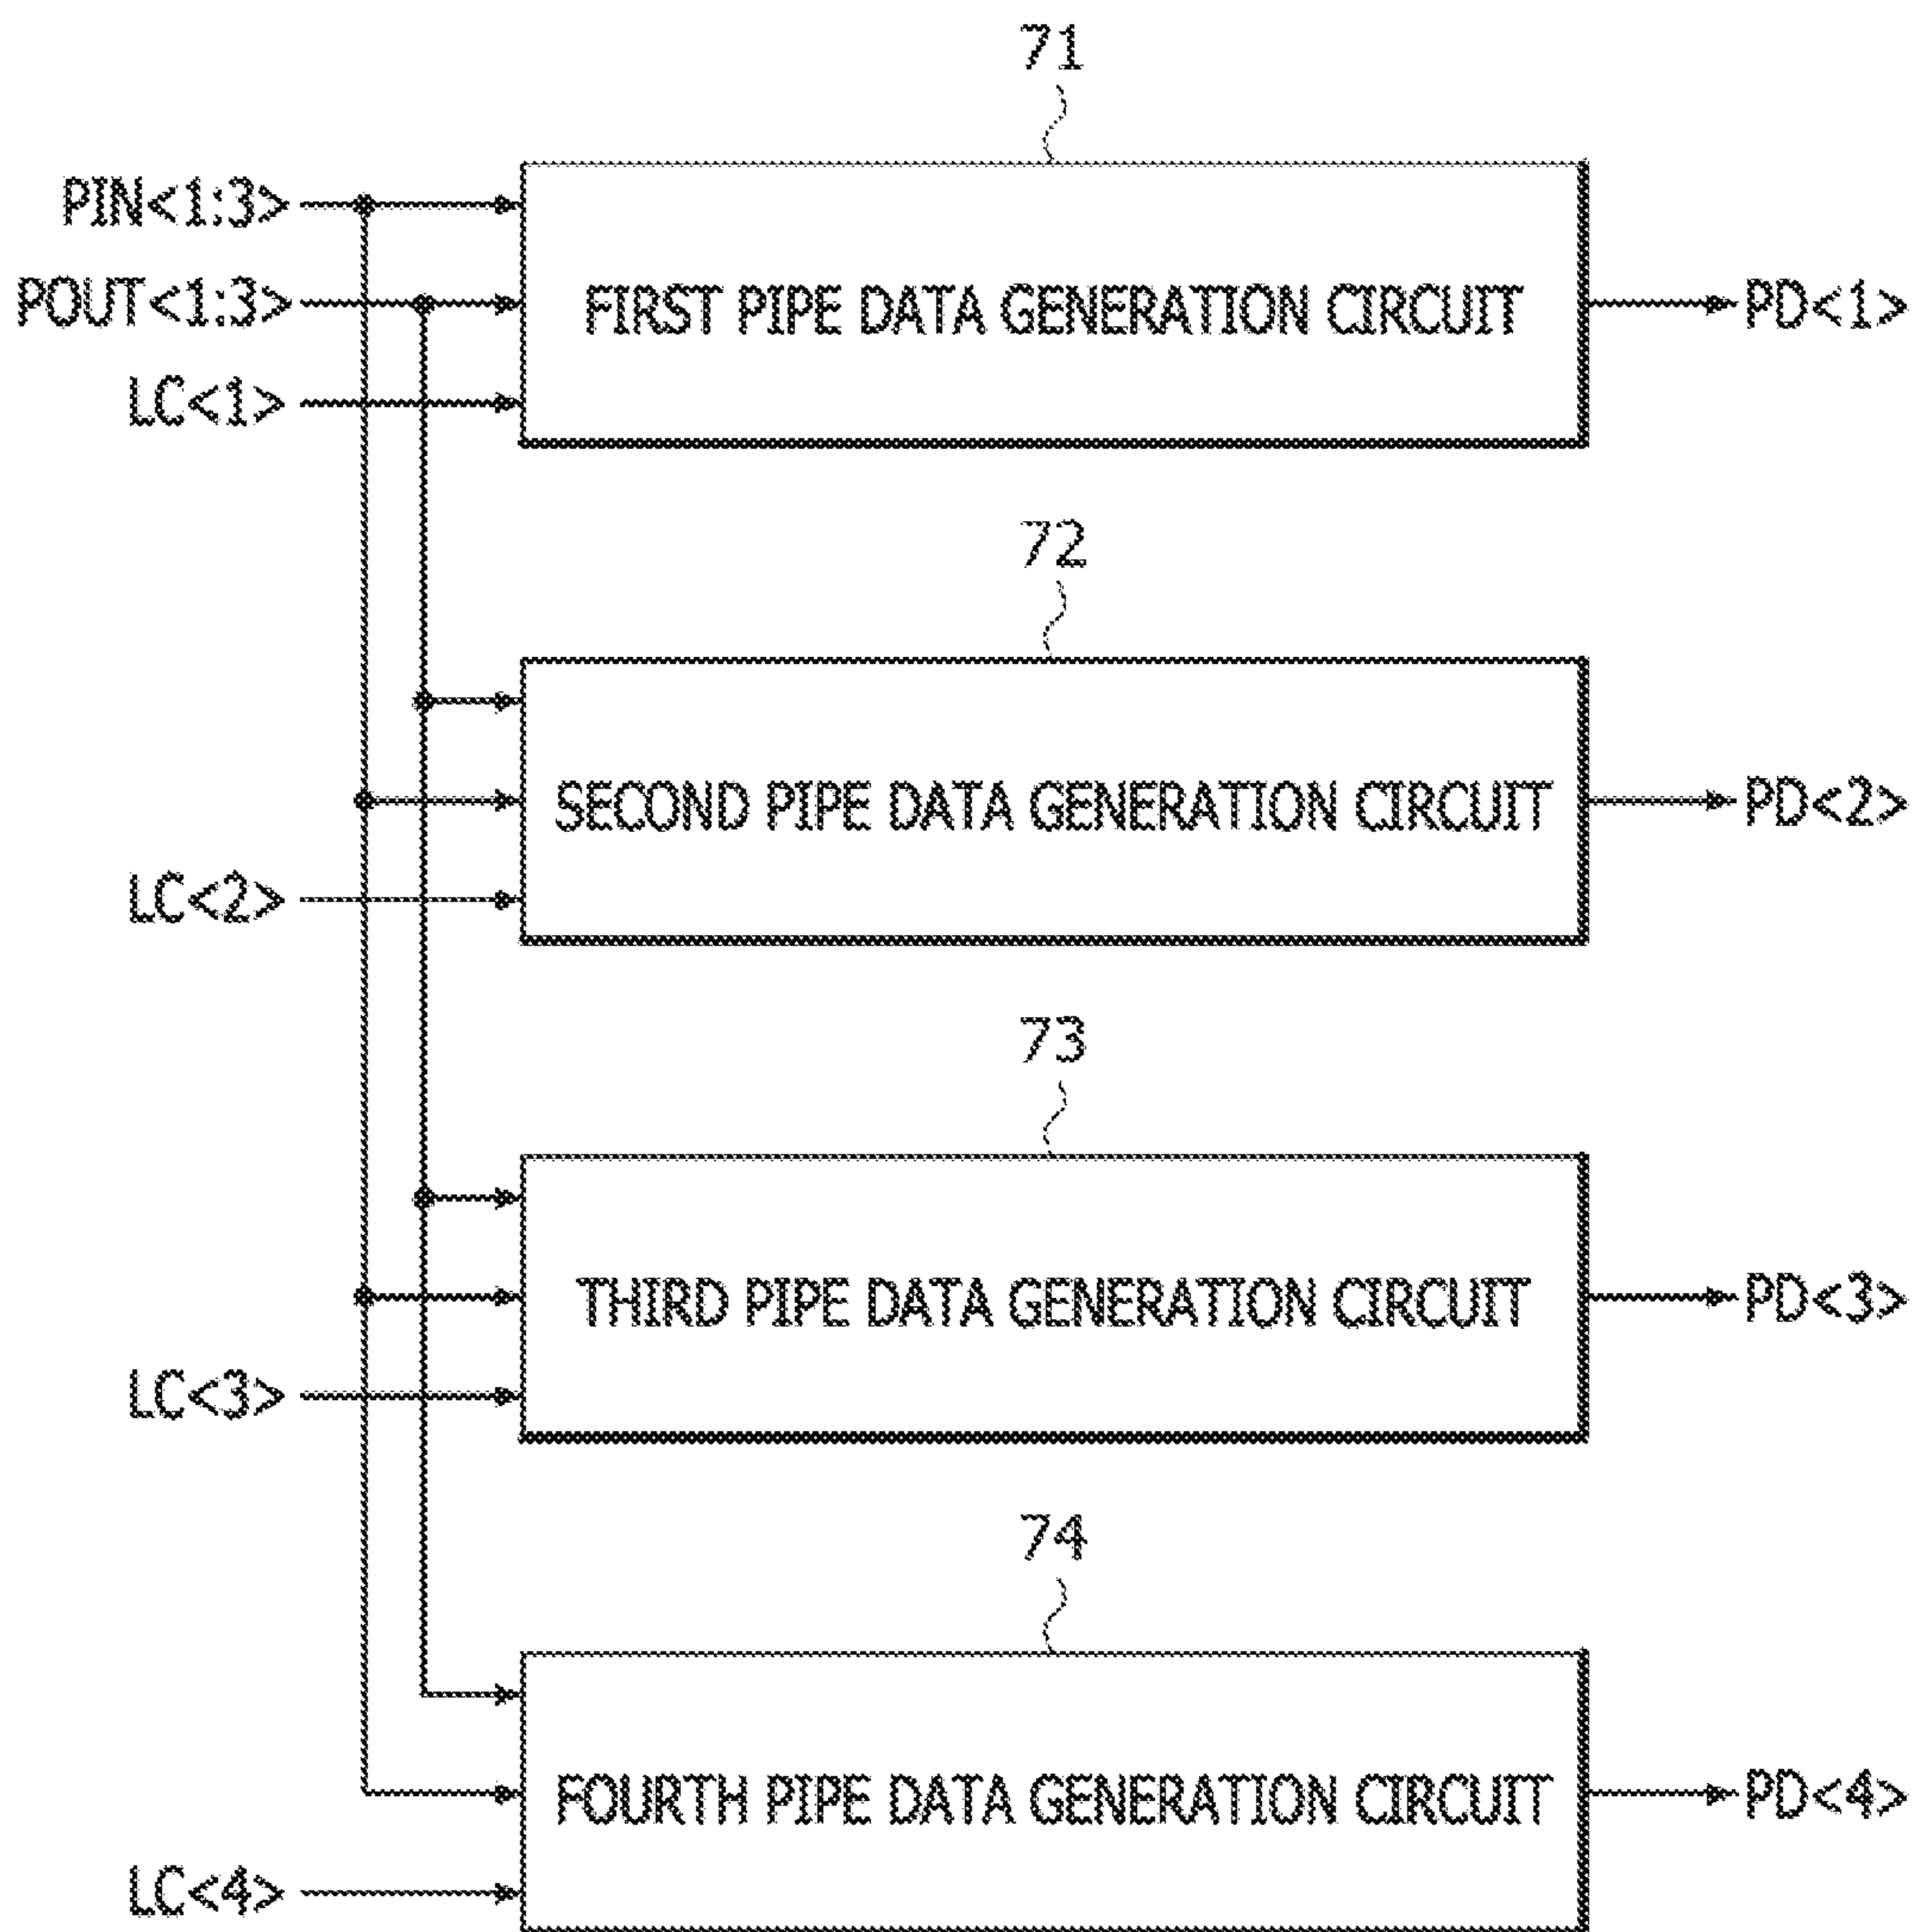 71
PIN<1:3>
POUT<1:3>
FIRST PIPE DATA GENERATION CIRCUIT
PD<1>
LC<1>
72
SECOND PIPE DATA GENERATION CIRCUIT
PD<2>
LC<2>
73
THIRD PIPE DATA GENERATION CIRCUIT
PD<3>
LC<3>
74
FOURTH PIPE DATA GENERATION CIRCUIT
PD<4>
LC<4>